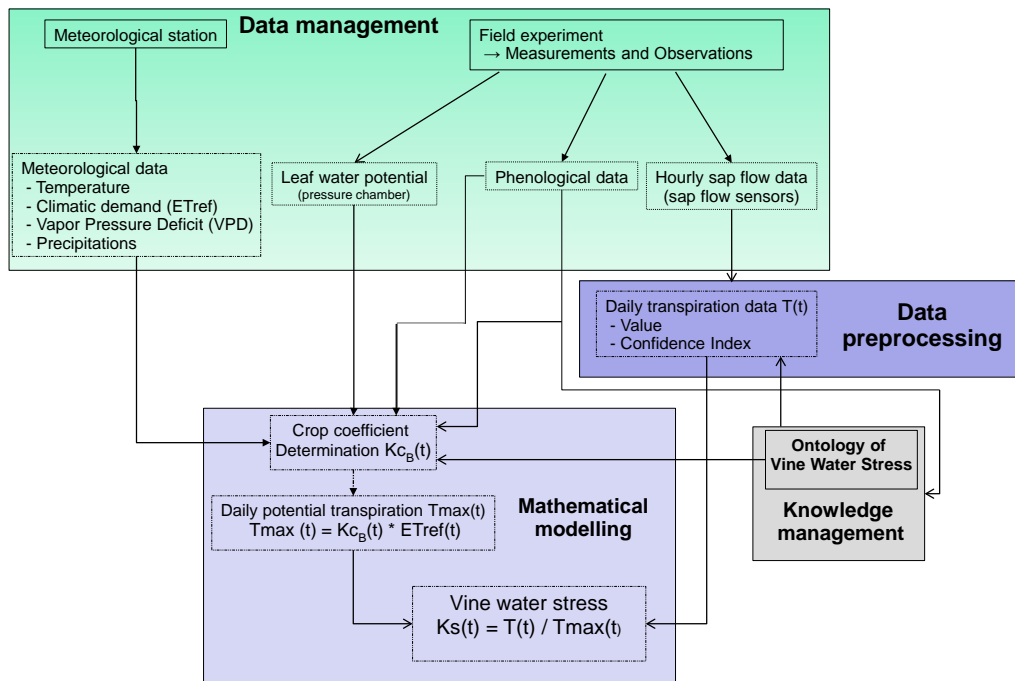 Data management
Meteorological station
Field experiment
→ Measurements and Observations
Meteorological data
- Temperature
- Climatic demand (ETref)
- Vapor Pressure Deficit (VPD)
- Precipitations
Leaf water potential
(pressure chamber)
Phenological data
Hourly sap flow data
(sap flow sensors)
Daily transpiration data T(t)
- Value
- Confidence Index
Data
preprocessing
Crop coefficient
Determination Kc_B(t)
Ontology of
Vine Water Stress
Knowledge
management
Daily potential transpiration Tmax(t)
Tmax (t) = Kc_B(t) * ETref(t)
Mathematical
modelling
Vine water stress
Ks(t) = T(t) / Tmax(t)